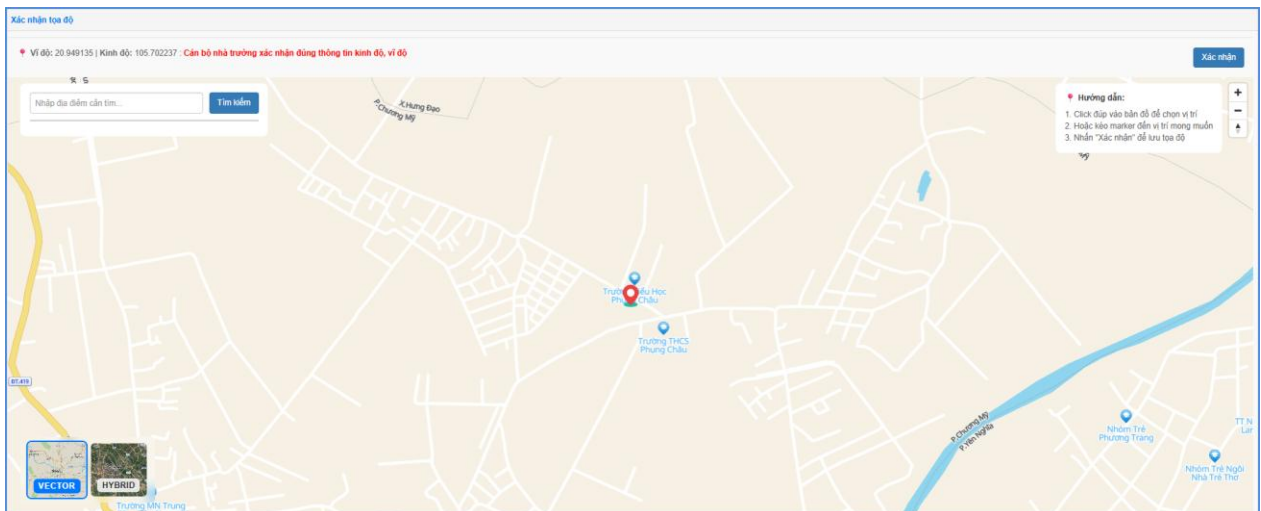 Xác nhận tọa độ
Vĩ độ: 20.949135 | Kinh độ: 105.702237 : Cán bộ nhà trường xác nhận đúng thông tin kinh độ, vĩ độ
Xác nhận
Nhập địa điểm cần tìm...
Tìm kiếm
X.Hưng Đạo
P.Chương Mỹ
Hướng dẫn:
1. Click đúp vào bản đồ để chọn vị trí
2. Hoặc kéo marker đến vị trí mong muốn
3. Nhấn "Xác nhận" để lưu tọa độ
Mỹ
Trường THCS
Phụng Châu
ĐT.419
P.Chương Mỹ
P.Yên Nghĩa
Nhóm Trẻ
Phương Trang
TT N
Lan
Nhóm Trẻ Ngôi
Nhà Trẻ Thơ
VECTOR
HYBRID
Trường MN Trung